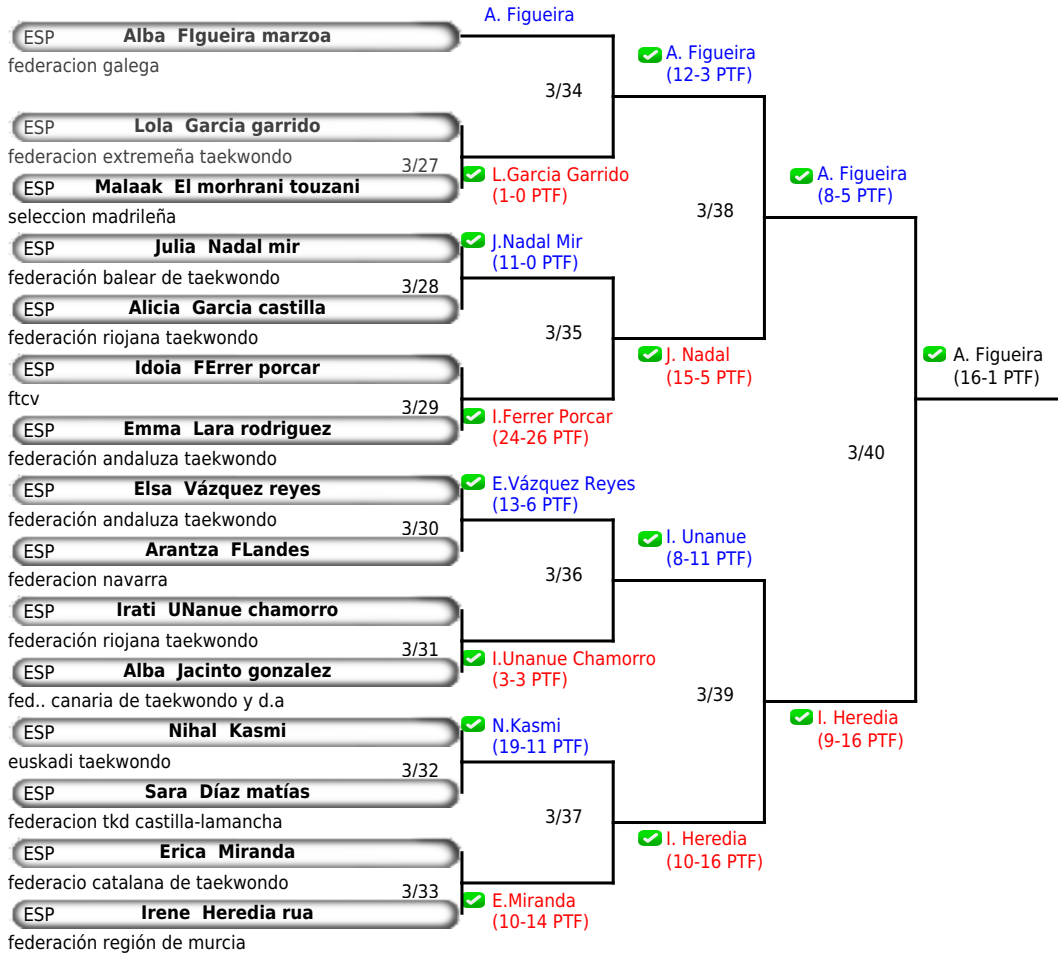 A. Figueira
ESP Alba FIgueira marzoa
federacion galega
A. Figueira
(12-3 PTF)
3/34
ESP Lola Garcia garrido
federacion extremeña taekwondo
3/27
L.Garcia Garrido
(1-0 PTF)
ESP Malaak El morhrani touzani
seleccion madrileña
A. Figueira
(8-5 PTF)
3/38
ESP Julia Nadal mir
J.Nadal Mir
(11-0 PTF)
federación balear de taekwondo
3/28
ESP Alicia Garcia castilla
federación riojana taekwondo
3/35
ESP Idoia FErrer porcar
J. Nadal
(15-5 PTF)
A. Figueira
(16-1 PTF)
ftcv
3/29
I.Ferrer Porcar
(24-26 PTF)
ESP Emma Lara rodriguez
federación andaluza taekwondo
3/40
ESP Elsa Vázquez reyes
E.Vázquez Reyes
(13-6 PTF)
federación andaluza taekwondo
3/30
ESP Arantza FLandes
I. Unanue
(8-11 PTF)
federacion navarra
3/36
ESP Irati UNanue chamorro
federación riojana taekwondo
3/31
I.Unanue Chamorro
(3-3 PTF)
ESP Alba Jacinto gonzalez
fed.. canaria de taekwondo y d.a
3/39
ESP Nihal Kasmi
N.Kasmi
(19-11 PTF)
I. Heredia
(9-16 PTF)
euskadi taekwondo
3/32
ESP Sara Díaz matías
federacion tkd castilla-lamancha
3/37
ESP Erica Miranda
I. Heredia
(10-16 PTF)
federacio catalana de taekwondo
3/33
E.Miranda
(10-14 PTF)
ESP Irene Heredia rua
federación región de murcia